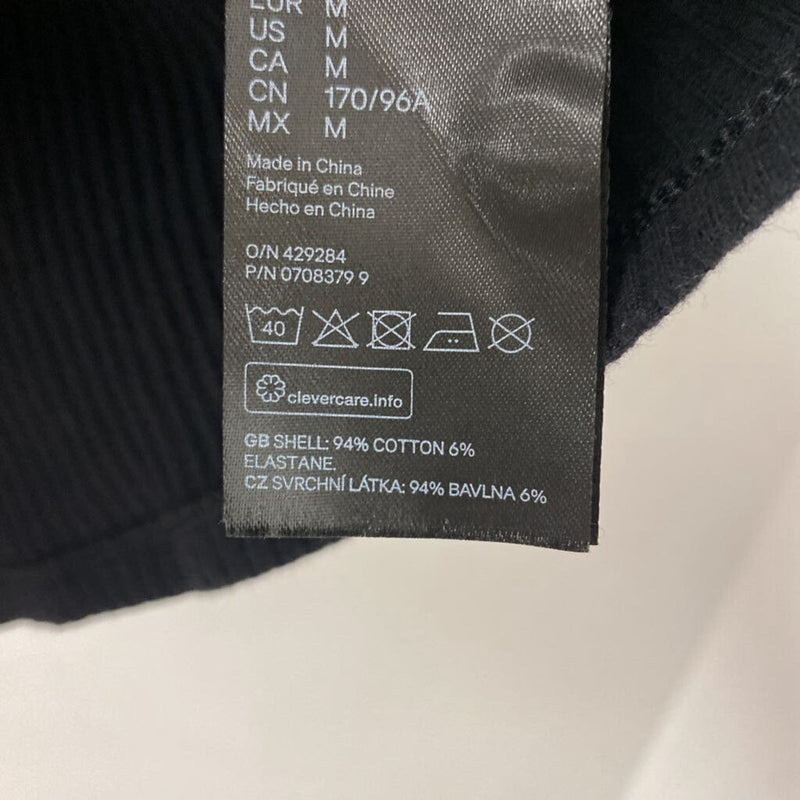 EUR M
US M
CA M
CN 170/96A
MX M
Made in China
Fabriqué en Chine
Hecho en China
O/N 429284
P/N 0708379 9
40
clevercare.info
GB SHELL: 94% COTTON 6%
ELASTANE.
CZ SVRCHNÍ LÁTKA: 94% BAVLNA 6%